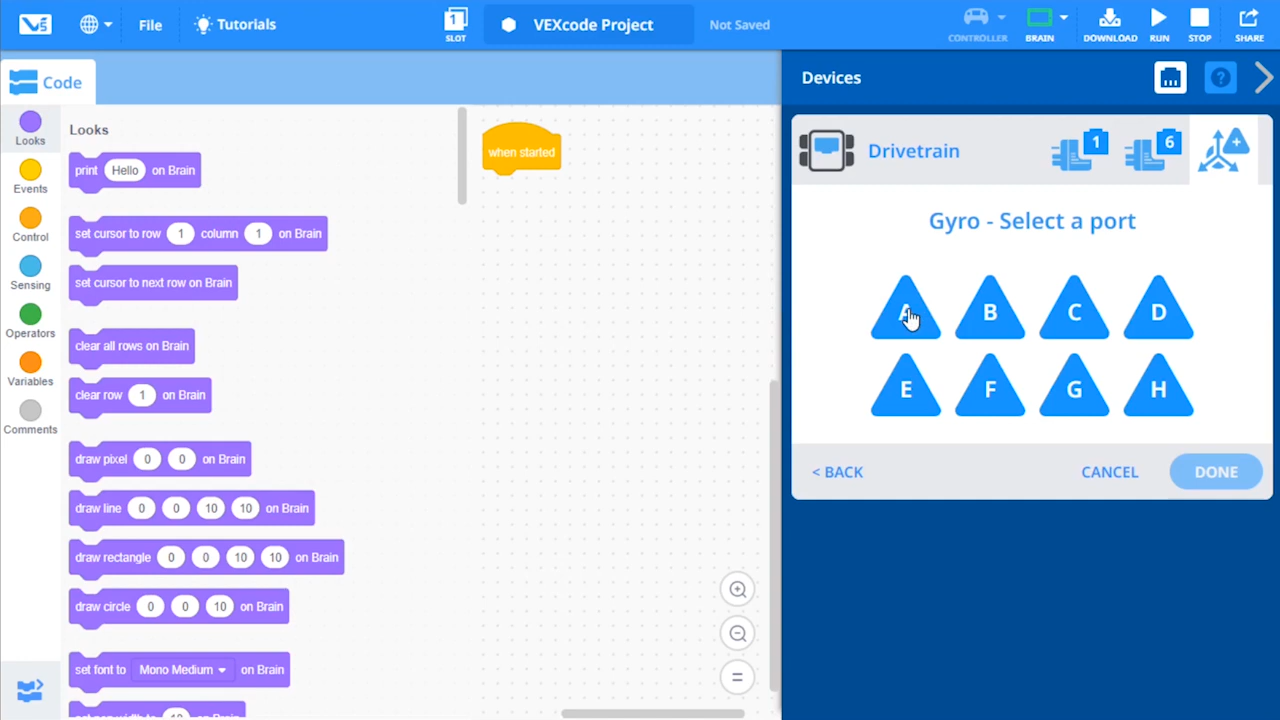 V5
File
Tutorials
1
SLOT
VEXcode Project
Not Saved
CONTROLLER
BRAIN
DOWNLOAD
RUN
STOP
SHARE
Code
Looks
Events
Control
Sensing
Operators
Variables
Comments
Looks
print Hello on Brain
set cursor to row 1 column 1 on Brain
set cursor to next row on Brain
clear all rows on Brain
clear row 1 on Brain
draw pixel 0 0 on Brain
draw line 0 0 10 10 on Brain
draw rectangle 0 0 10 10 on Brain
draw circle 0 0 10 on Brain
set font to Mono Medium on Brain
when started
Devices
?
Drivetrain
1
6
+
Gyro - Select a port
A B C D
E F G H
< BACK
CANCEL
DONE